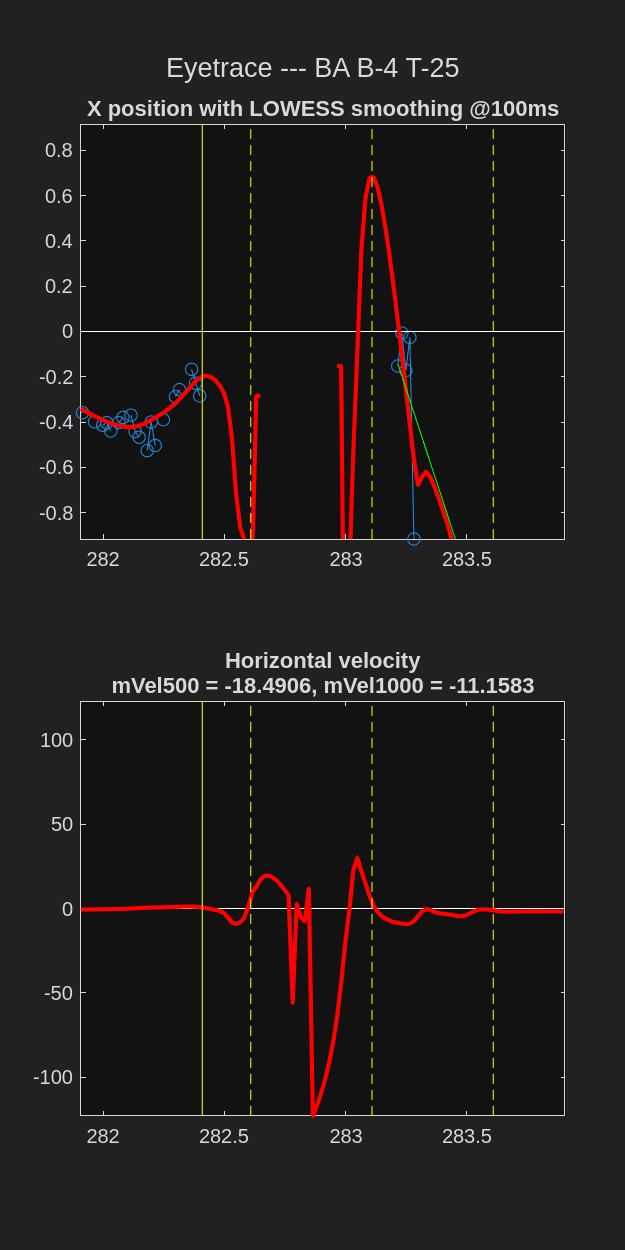 Eyetrace --- BA B-4 T-25
X position with LOWESS smoothing @100ms
0.8
0.6
0.4
0.2
0
-0.2
-0.4
-0.6
-0.8
282 282.5 283 283.5
Horizontal velocity
mVel500 = -18.4906, mVel1000 = -11.1583
100
50
0
-50
-100
282 282.5 283 283.5